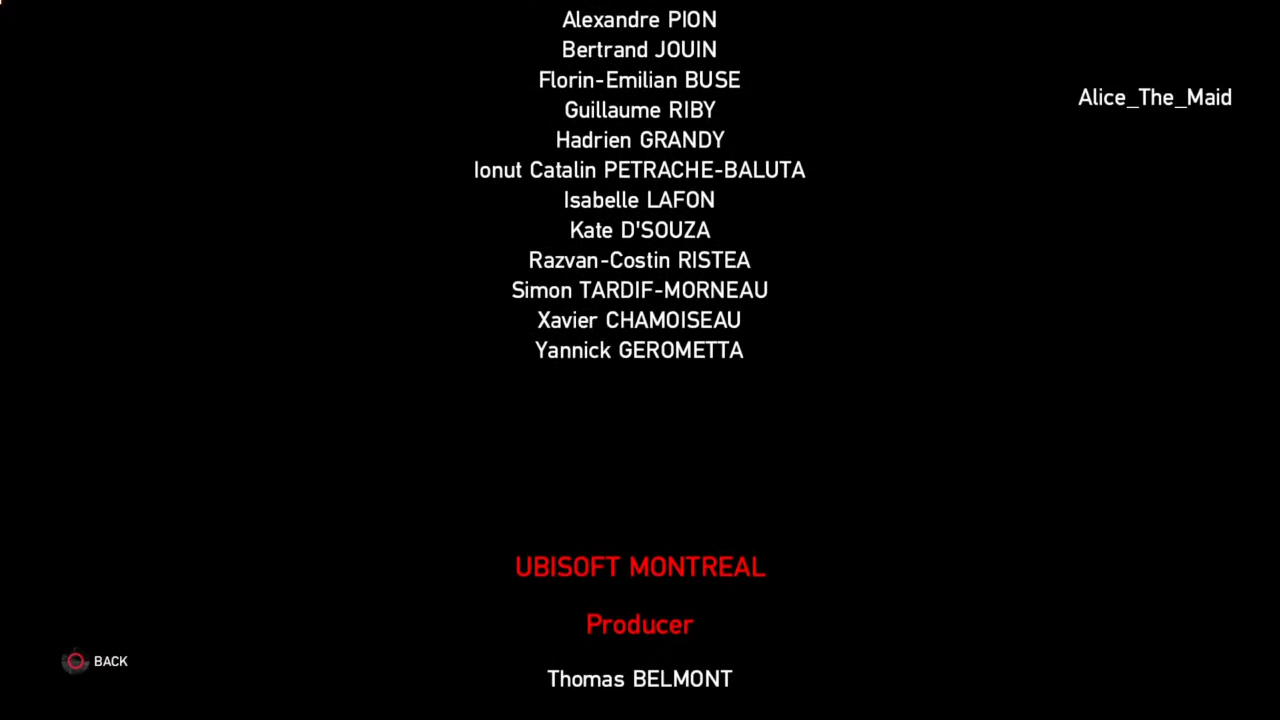 Alexandre PION
Bertrand JOUIN
Florin-Emilian BUSE
Alice_The_Maid
Guillaume RIBY
Hadrien GRANDY
Ionut Catalin PETRACHE-BALUTA
Isabelle LAFON
Kate D'SOUZA
Razvan-Costin RISTEA
Simon TARDIF-MORNEAU
Xavier CHAMOISEAU
Yannick GEROMETTA
UBISOFT MONTREAL
Producer
BACK
Thomas BELMONT